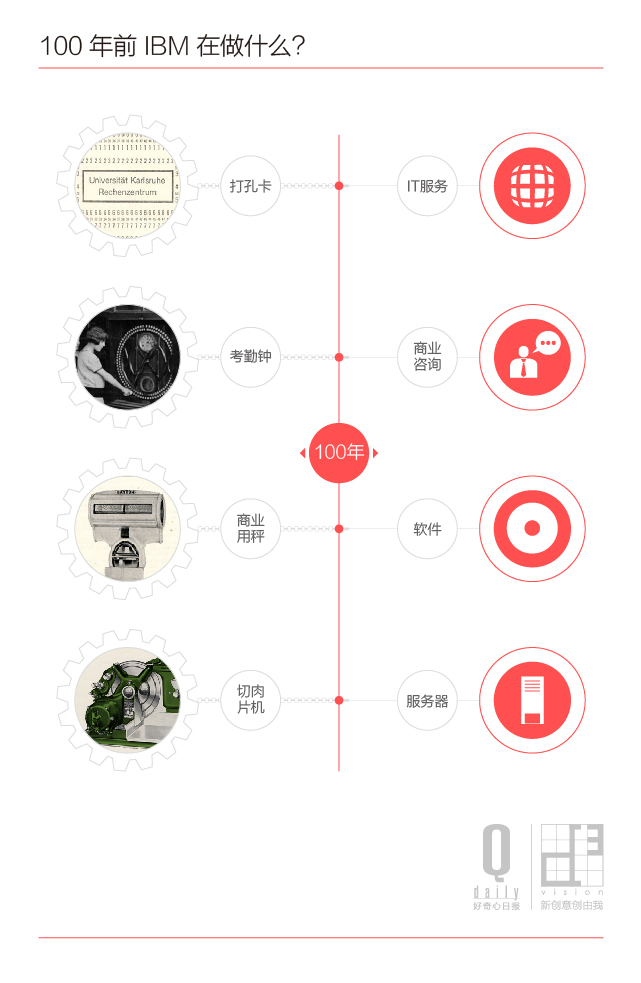 100 年前 IBM 在做什么？
Universität Karlsruhe
Rechenzentrum
打孔卡
IT服务
考勤钟
商业
咨询
100年
商业
用秤
软件
切肉
片机
服务器
Q
daily
好奇心日报
vision
新创意创由我